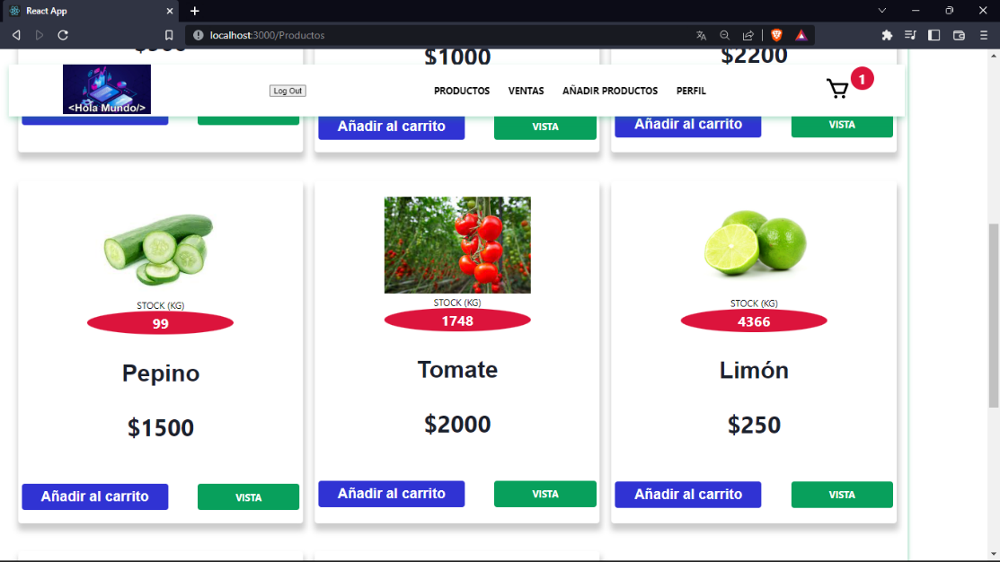 React App
localhost:3000/Productos
$1000
$2200
<Hola Mundo/>
Log Out
PRODUCTOS
VENTAS
AÑADIR PRODUCTOS
PERFIL
1
Añadir al carrito
VISTA
Añadir al carrito
VISTA
STOCK (KG)
99
Pepino
$1500
Añadir al carrito
VISTA
STOCK (KG)
1748
Tomate
$2000
Añadir al carrito
VISTA
STOCK (KG)
4366
Limón
$250
Añadir al carrito
VISTA